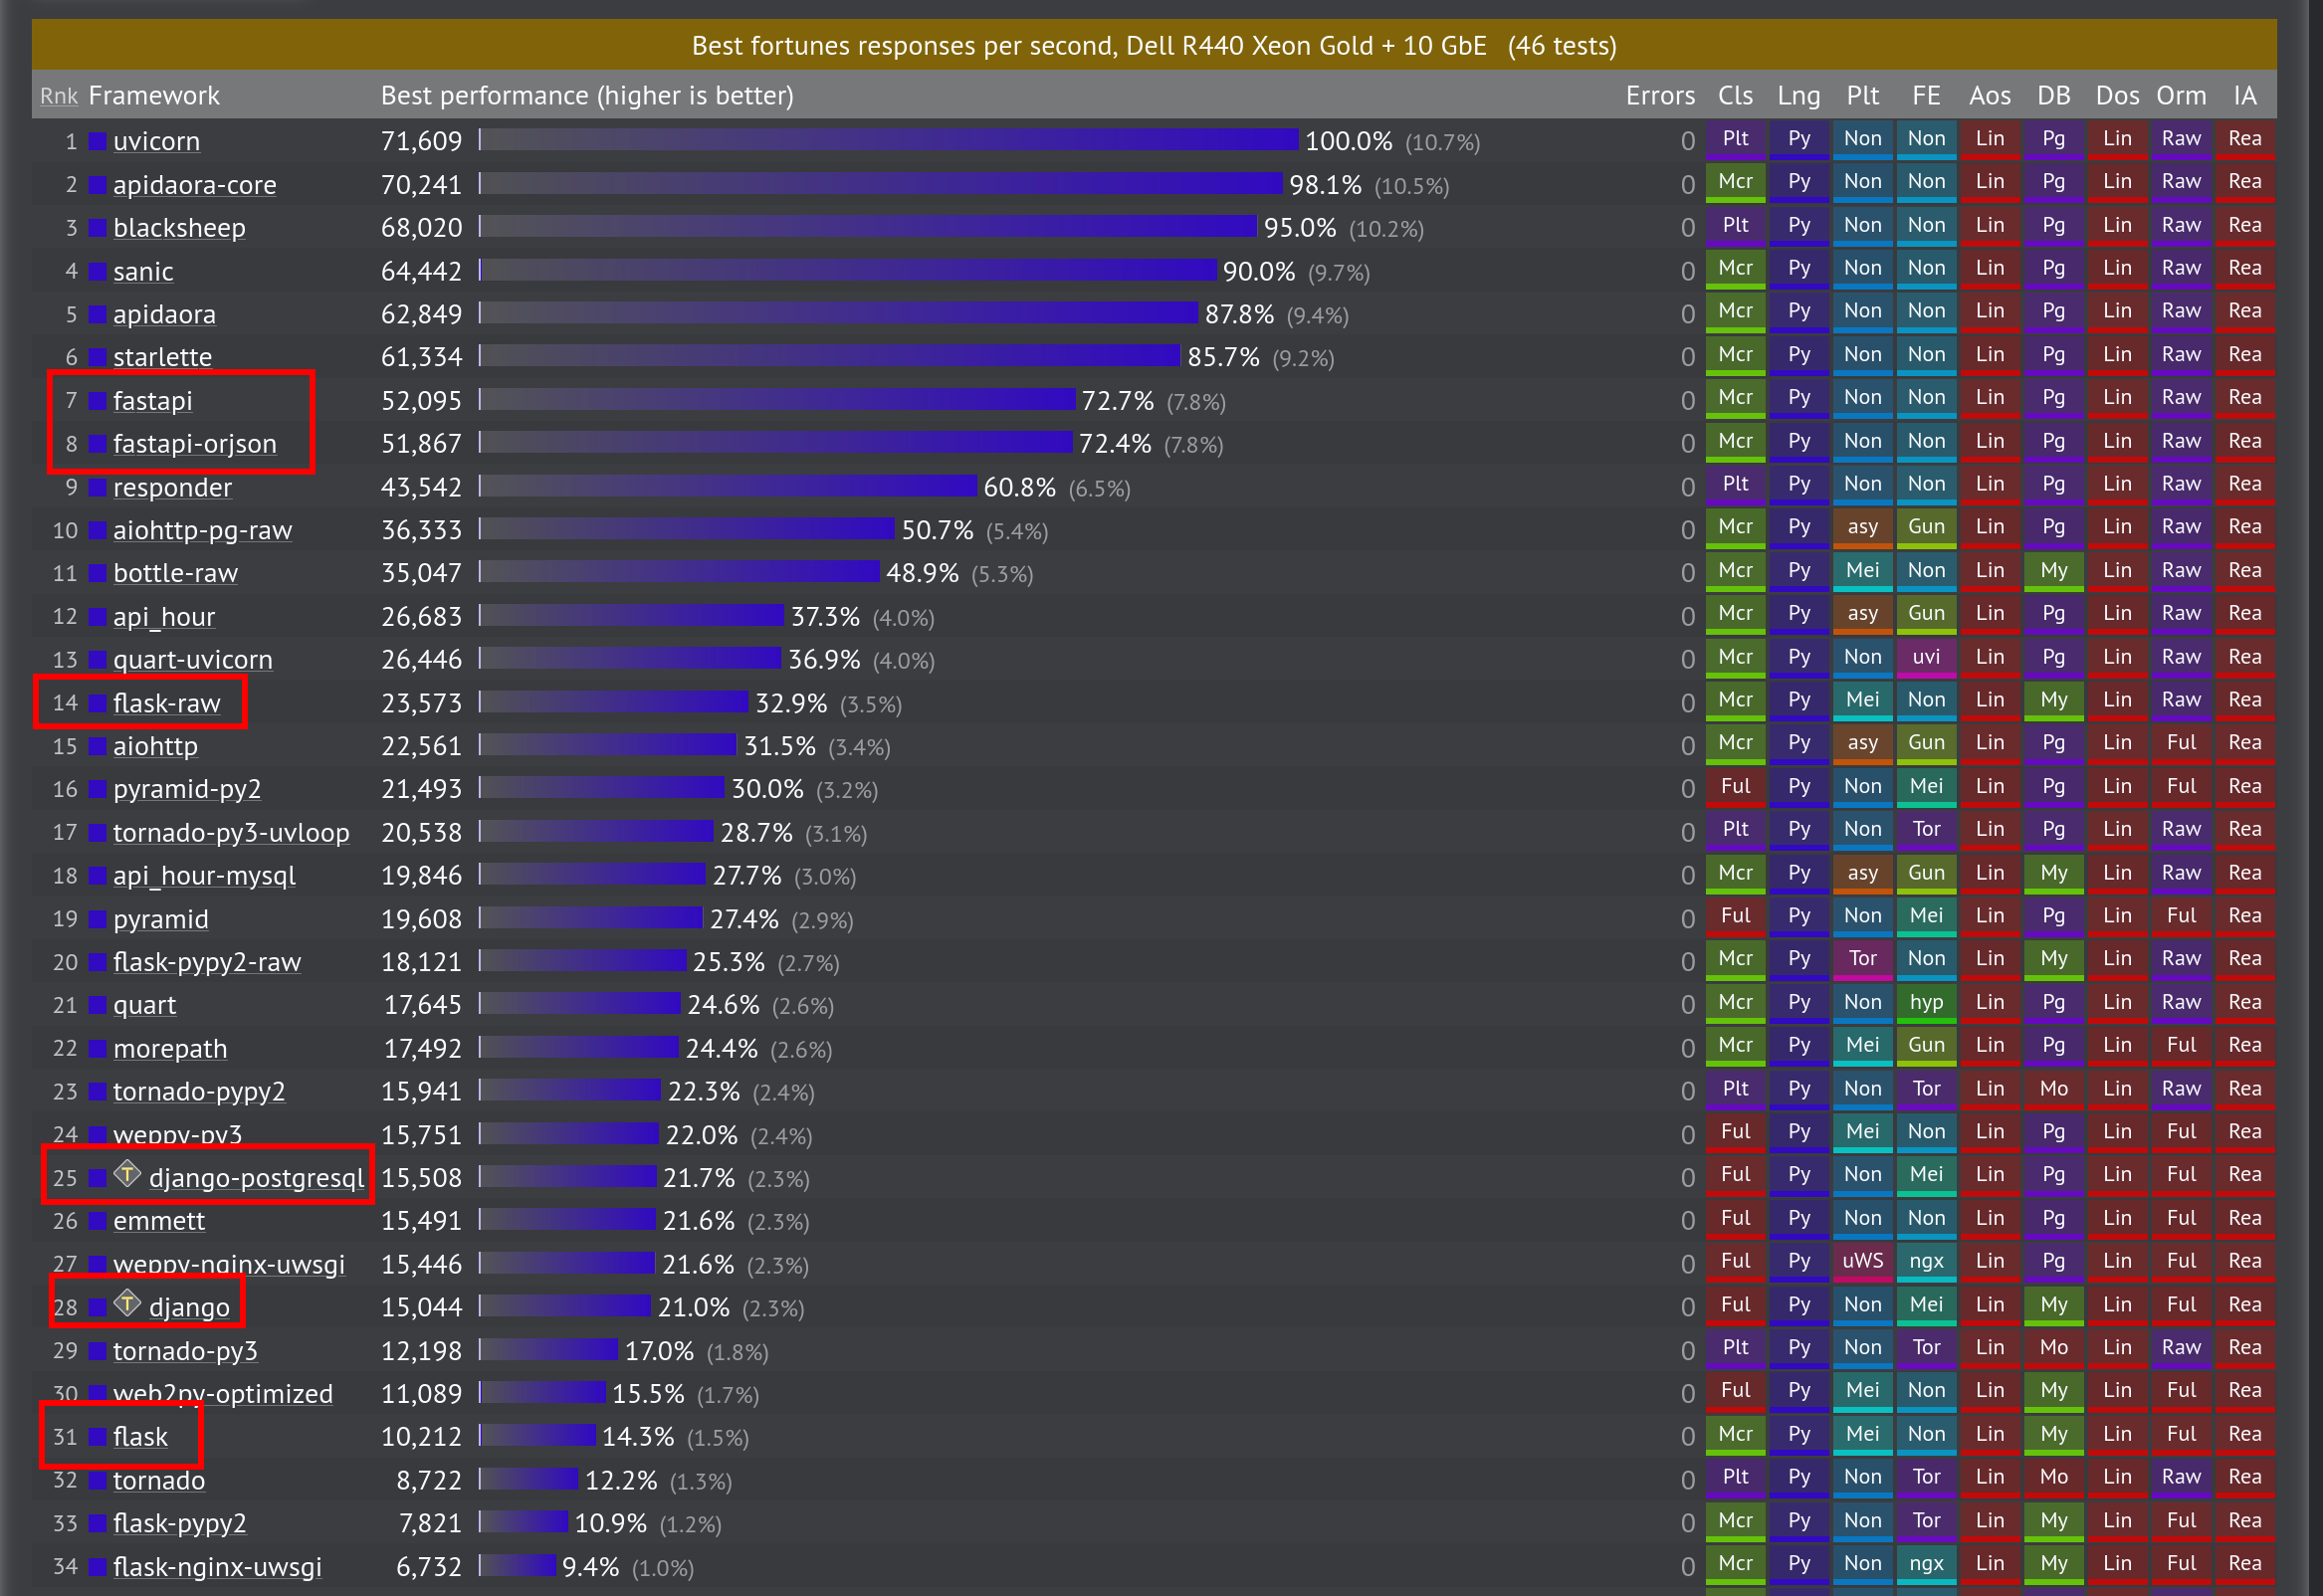 Best fortunes responses per second, Dell R440 Xeon Gold + 10 GbE (46 tests)
Rnk Framework Best performance (higher is better) Errors Cls Lng Plt FE Aos DB Dos Orm IA
1 uvicorn 71,609 100.0% (10.7%) 0 Plt Py Non Non Lin Pg Lin Raw Rea
2 apidaora-core 70,241 98.1% (10.5%) 0 Mcr Py Non Non Lin Pg Lin Raw Rea
3 blacksheep 68,020 95.0% (10.2%) 0 Plt Py Non Non Lin Pg Lin Raw Rea
4 sanic 64,442 90.0% (9.7%) 0 Mcr Py Non Non Lin Pg Lin Raw Rea
5 apidaora 62,849 87.8% (9.4%) 0 Mcr Py Non Non Lin Pg Lin Raw Rea
6 starlette 61,334 85.7% (9.2%) 0 Mcr Py Non Non Lin Pg Lin Raw Rea
7 fastapi 52,095 72.7% (7.8%) 0 Mcr Py Non Non Lin Pg Lin Raw Rea
8 fastapi-orjson 51,867 72.4% (7.8%) 0 Mcr Py Non Non Lin Pg Lin Raw Rea
9 responder 43,542 60.8% (6.5%) 0 Plt Py Non Non Lin Pg Lin Raw Rea
10 aiohttp-pg-raw 36,333 50.7% (5.4%) 0 Mcr Py asy Gun Lin Pg Lin Raw Rea
11 bottle-raw 35,047 48.9% (5.3%) 0 Mcr Py Mei Non Lin My Lin Raw Rea
12 api_hour 26,683 37.3% (4.0%) 0 Mcr Py asy Gun Lin Pg Lin Raw Rea
13 quart-uvicorn 26,446 36.9% (4.0%) 0 Mcr Py Non uvi Lin Pg Lin Raw Rea
14 flask-raw 23,573 32.9% (3.5%) 0 Mcr Py Mei Non Lin My Lin Raw Rea
15 aiohttp 22,561 31.5% (3.4%) 0 Mcr Py asy Gun Lin Pg Lin Ful Rea
16 pyramid-py2 21,493 30.0% (3.2%) 0 Ful Py Non Mei Lin Pg Lin Ful Rea
17 tornado-py3-uvloop 20,538 28.7% (3.1%) 0 Plt Py Non Tor Lin Pg Lin Raw Rea
18 api_hour-mysql 19,846 27.7% (3.0%) 0 Mcr Py asy Gun Lin My Lin Raw Rea
19 pyramid 19,608 27.4% (2.9%) 0 Ful Py Non Mei Lin Pg Lin Ful Rea
20 flask-pypy2-raw 18,121 25.3% (2.7%) 0 Mcr Py Tor Non Lin My Lin Raw Rea
21 quart 17,645 24.6% (2.6%) 0 Mcr Py Non hyp Lin Pg Lin Raw Rea
22 morepath 17,492 24.4% (2.6%) 0 Mcr Py Mei Gun Lin Pg Lin Ful Rea
23 tornado-pypy2 15,941 22.3% (2.4%) 0 Plt Py Non Tor Lin Mo Lin Raw Rea
24 weppy-py3 15,751 22.0% (2.4%) 0 Ful Py Mei Non Lin Pg Lin Ful Rea
25 T django-postgresql 15,508 21.7% (2.3%) 0 Ful Py Non Mei Lin Pg Lin Ful Rea
26 emmett 15,491 21.6% (2.3%) 0 Ful Py Non Non Lin Pg Lin Ful Rea
27 weppy-nginx-uwsgi 15,446 21.6% (2.3%) 0 Ful Py uWS ngx Lin Pg Lin Ful Rea
28 T django 15,044 21.0% (2.3%) 0 Ful Py Non Mei Lin My Lin Ful Rea
29 tornado-py3 12,198 17.0% (1.8%) 0 Plt Py Non Tor Lin Mo Lin Raw Rea
30 web2py-optimized 11,089 15.5% (1.7%) 0 Ful Py Mei Non Lin My Lin Ful Rea
31 flask 10,212 14.3% (1.5%) 0 Mcr Py Mei Non Lin My Lin Ful Rea
32 tornado 8,722 12.2% (1.3%) 0 Plt Py Non Tor Lin Mo Lin Raw Rea
33 flask-pypy2 7,821 10.9% (1.2%) 0 Mcr Py Non Tor Lin My Lin Ful Rea
34 flask-nginx-uwsgi 6,732 9.4% (1.0%) 0 Mcr Py Non ngx Lin My Lin Ful Rea